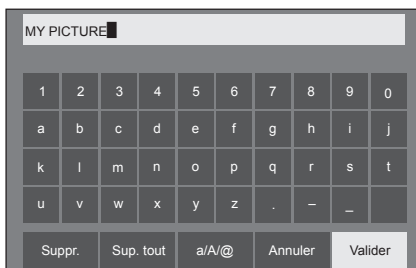 MY PICTURE
1 2 3 4 5 6 7 8 9 0
a b c d e f g h i j
k l m n o p q r s t
u v w x y z . – _
Suppr. Sup. tout a/A/@ Annuler Valider